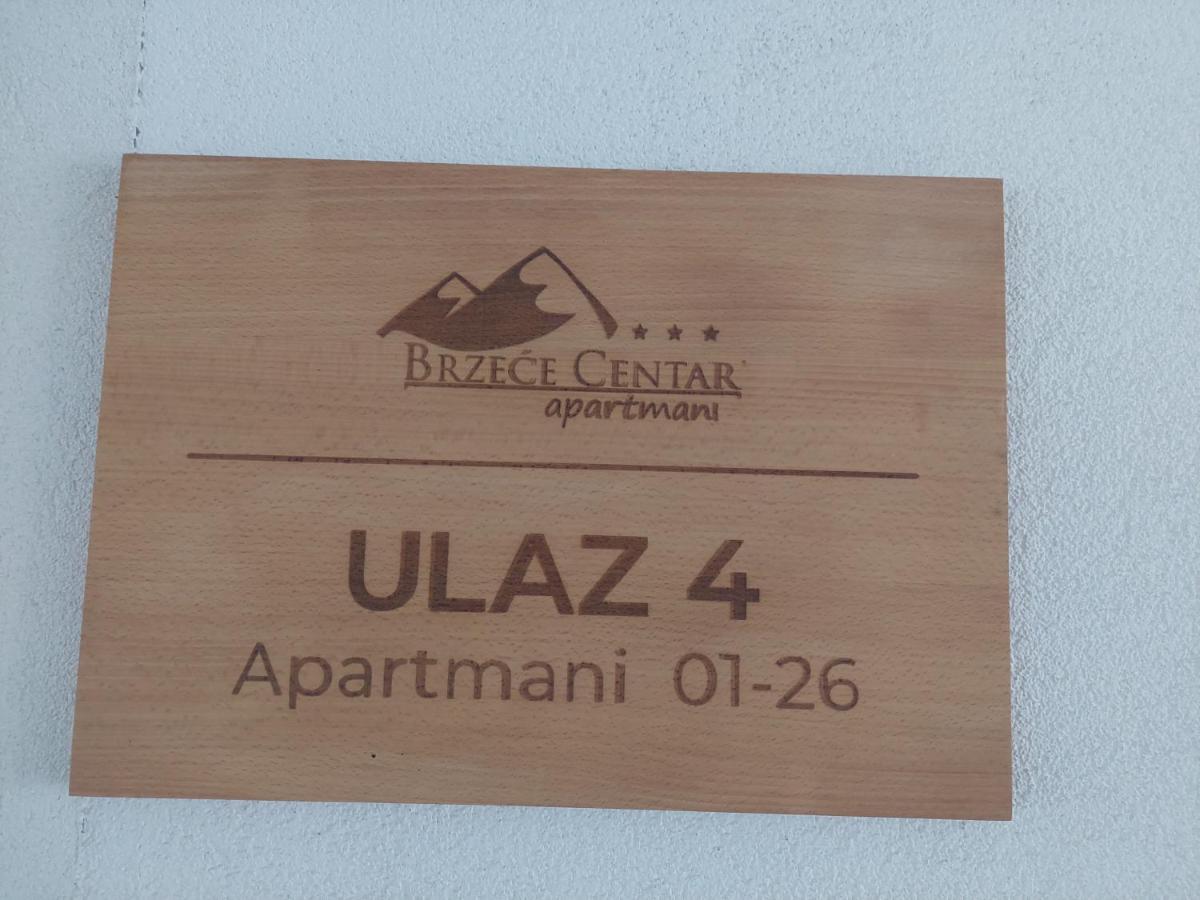 BRZEĆE CENTAR
apartmani
ULAZ 4
Apartmani 01-26